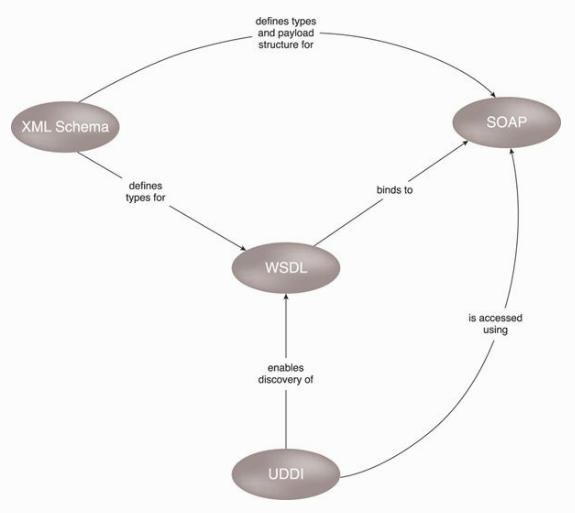 defines types
and payload
structure for
XML Schema
SOAP
defines
types for
binds to
WSDL
is accessed
using
enables
discovery of
UDDI